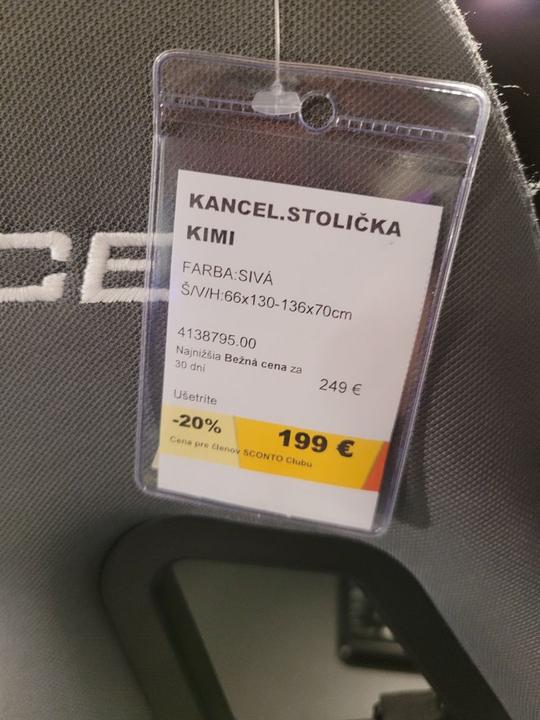 CE
KANCEL.STOLIČKA
KIMI
FARBA:SIVÁ
Š/V/H:66x130-136x70cm
4138795.00
Najnižšia Bežná cena za
30 dní
249 €
Ušetríte
-20%
199 €
Cena pre členov SCONTO Clubu